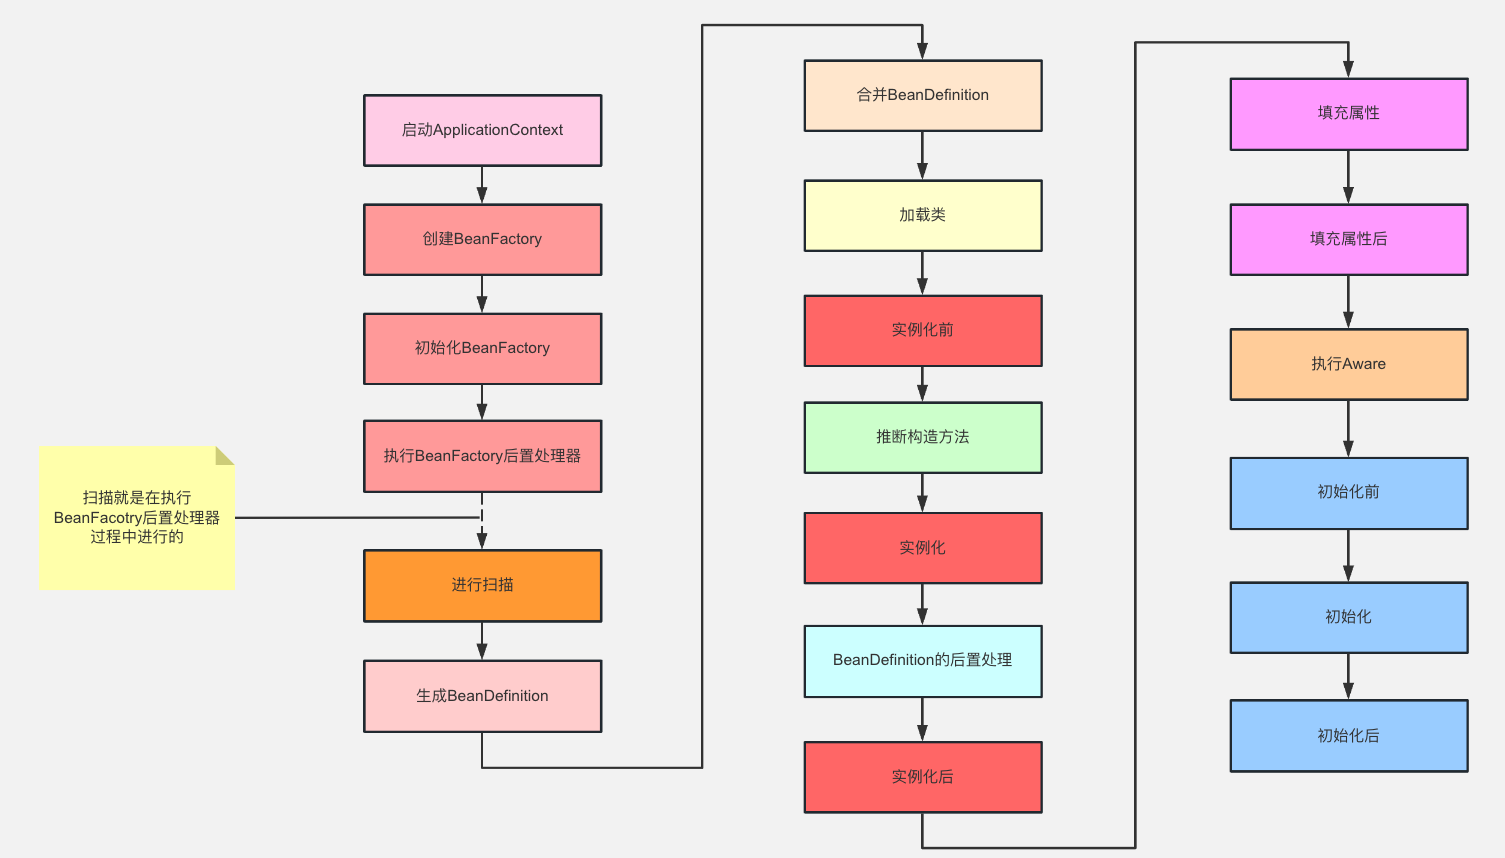 启动ApplicationContext
创建BeanFactory
初始化BeanFactory
执行BeanFactory后置处理器
扫描就是在执行
BeanFacotry后置处理器
过程中进行的
进行扫描
生成BeanDefinition
合并BeanDefinition
加载类
实例化前
推断构造方法
实例化
BeanDefinition的后置处理
实例化后
填充属性
填充属性后
执行Aware
初始化前
初始化
初始化后